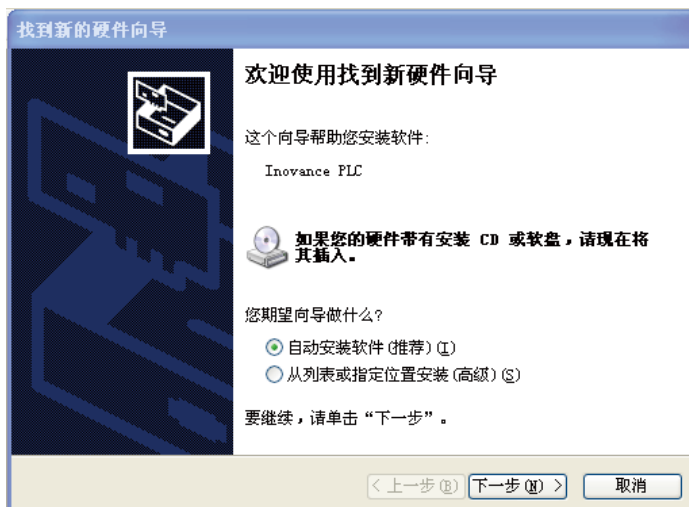 找到新的硬件向导
欢迎使用找到新硬件向导
这个向导帮助您安装软件:
Inovance PLC
如果您的硬件带有安装 CD 或软盘，请现在将
其插入。
您期望向导做什么?
自动安装软件(推荐)(I)
从列表或指定位置安装(高级)(S)
要继续，请单击“下一步”。
< 上一步(B) 下一步(N) > 取消